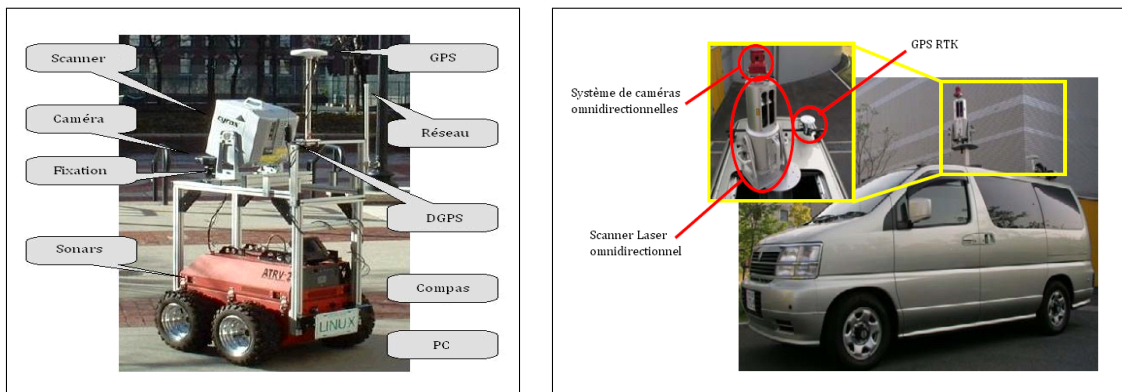 Scanner
GPS
Caméra
Réseau
Fixation
DGPS
Sonars
Compas
PC
cyrax
ATRV-2
LINUX
GPS RTK
Système de caméras
omnidirectionnelles
Scanner Laser
omnidirectionnel